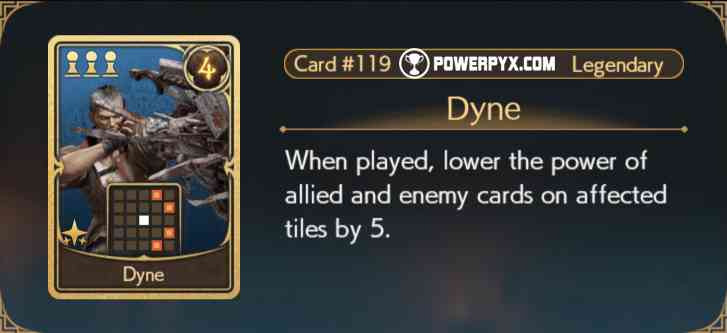 4
Dyne
Card #119 POWERPYX.COM Legendary
Dyne
When played, lower the power of
allied and enemy cards on affected
tiles by 5.